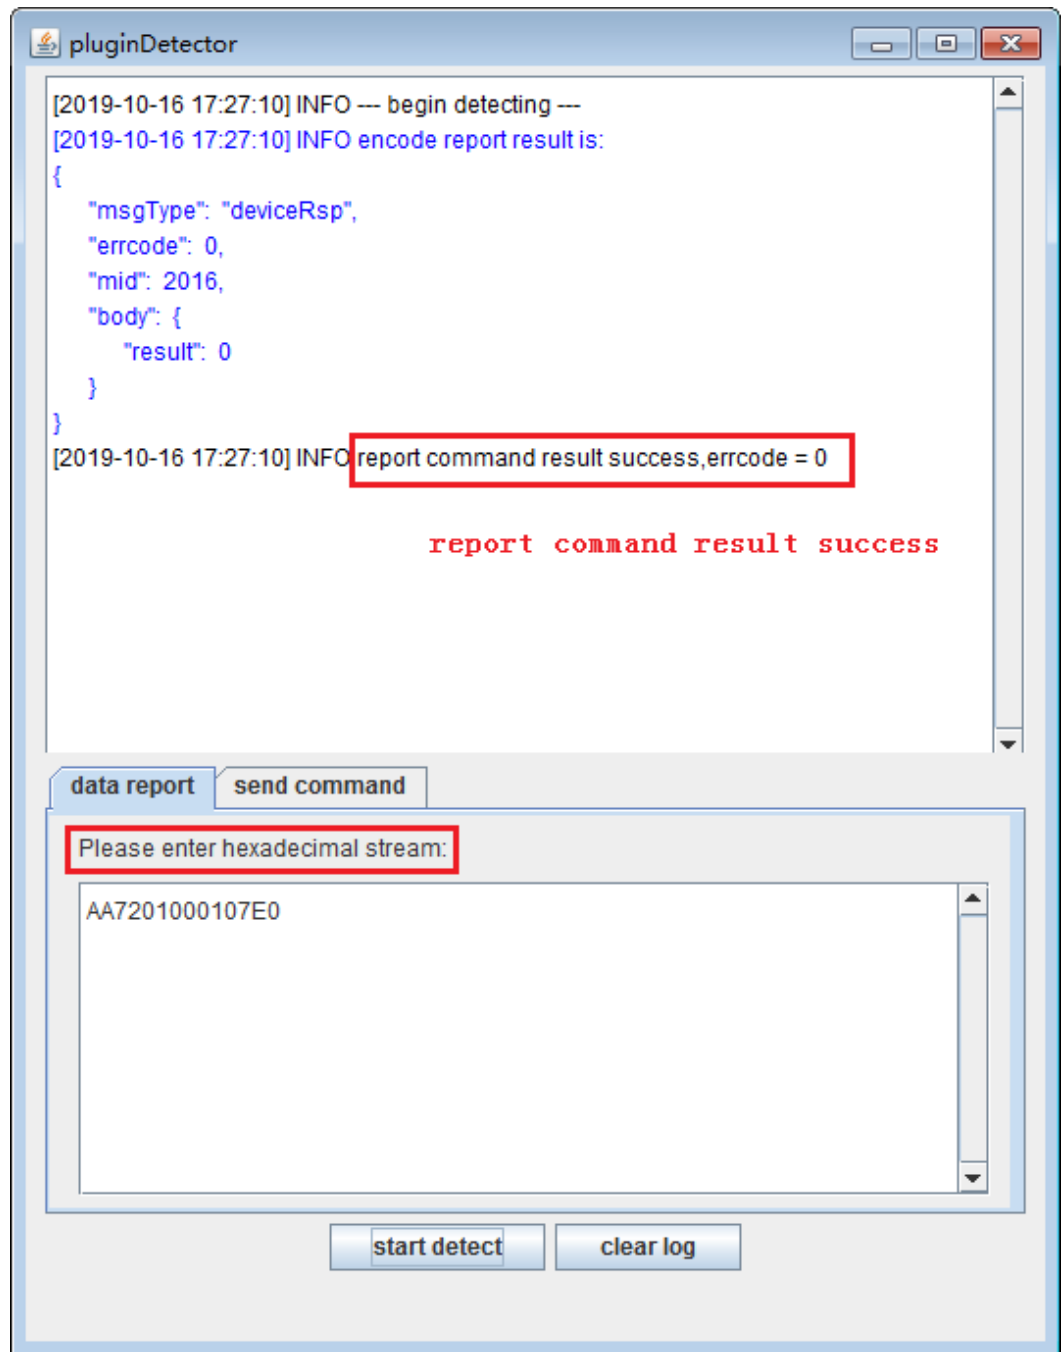 pluginDetector
[2019-10-16 17:27:10] INFO --- begin detecting ---
[2019-10-16 17:27:10] INFO encode report result is:
{
"msgType": "deviceRsp",
"errcode": 0,
"mid": 2016,
"body": {
"result": 0
}
}
[2019-10-16 17:27:10] INFO report command result success,errcode = 0
report command result success
data report send command
Please enter hexadecimal stream:
AA7201000107E0
start detect clear log